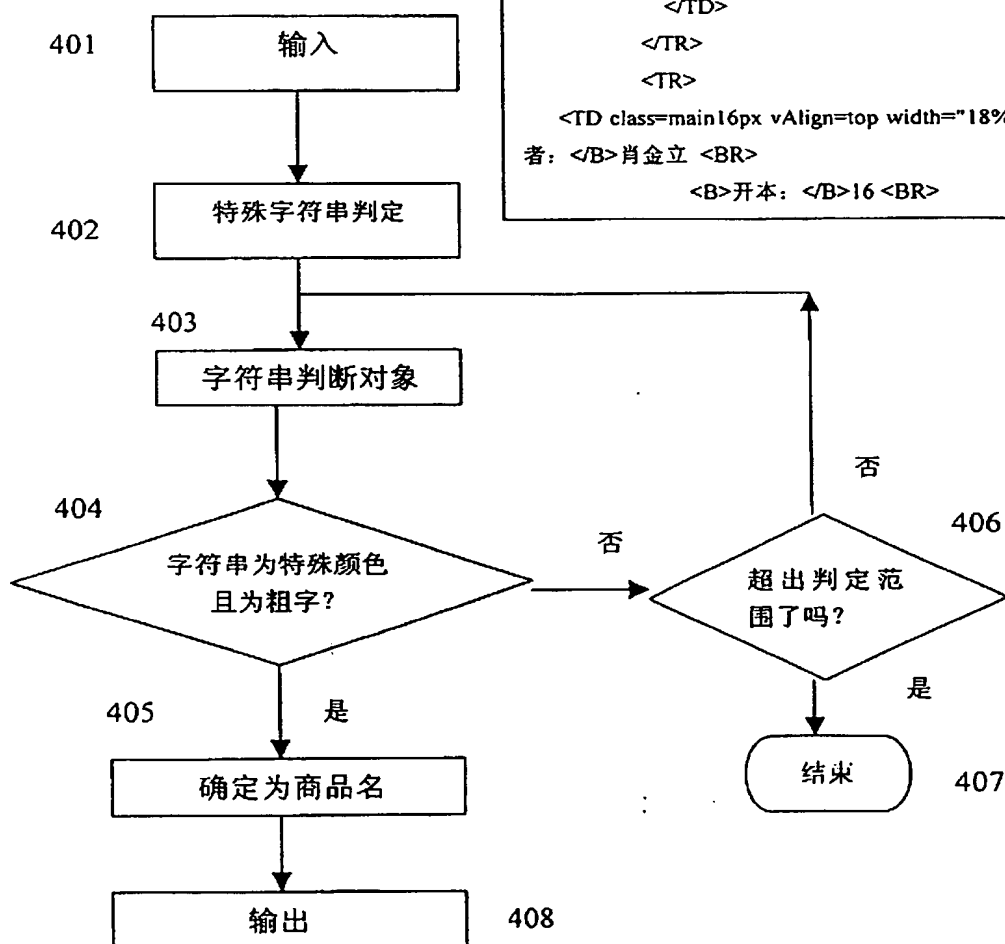 </TD>
401
输入
</TR>
<TR>
<TD class=main16px vAlign=top width="18%
者：</B>肖金立 <BR>
<B>开本：</B>16 <BR>
402
特殊字符串判定
403
字符串判断对象
404
字符串为特殊颜色
且为粗字？
否
否
406
超出判定范
围了吗？
405
是
是
确定为商品名
结束
407
输出
408